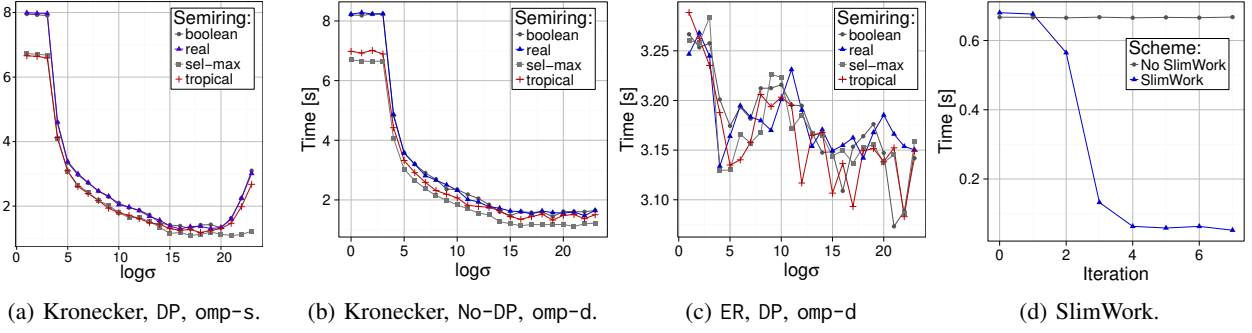 8
6
4
2
0
5
10
15
20
logσ
Semiring:
boolean
real
sel−max
tropical
(a) Kronecker, DP, omp-s.
Time [s]
8
6
4
2
0
5
10
15
20
logσ
Semiring:
boolean
real
sel−max
tropical
(b) Kronecker, No-DP, omp-d.
Time [s]
3.25
3.20
3.15
3.10
0
5
10
15
20
logσ
Semiring:
boolean
real
sel−max
tropical
(c) ER, DP, omp-d
Time [s]
0.6
0.4
0.2
0
2
4
6
Iteration
Scheme:
No SlimWork
SlimWork
(d) SlimWork.